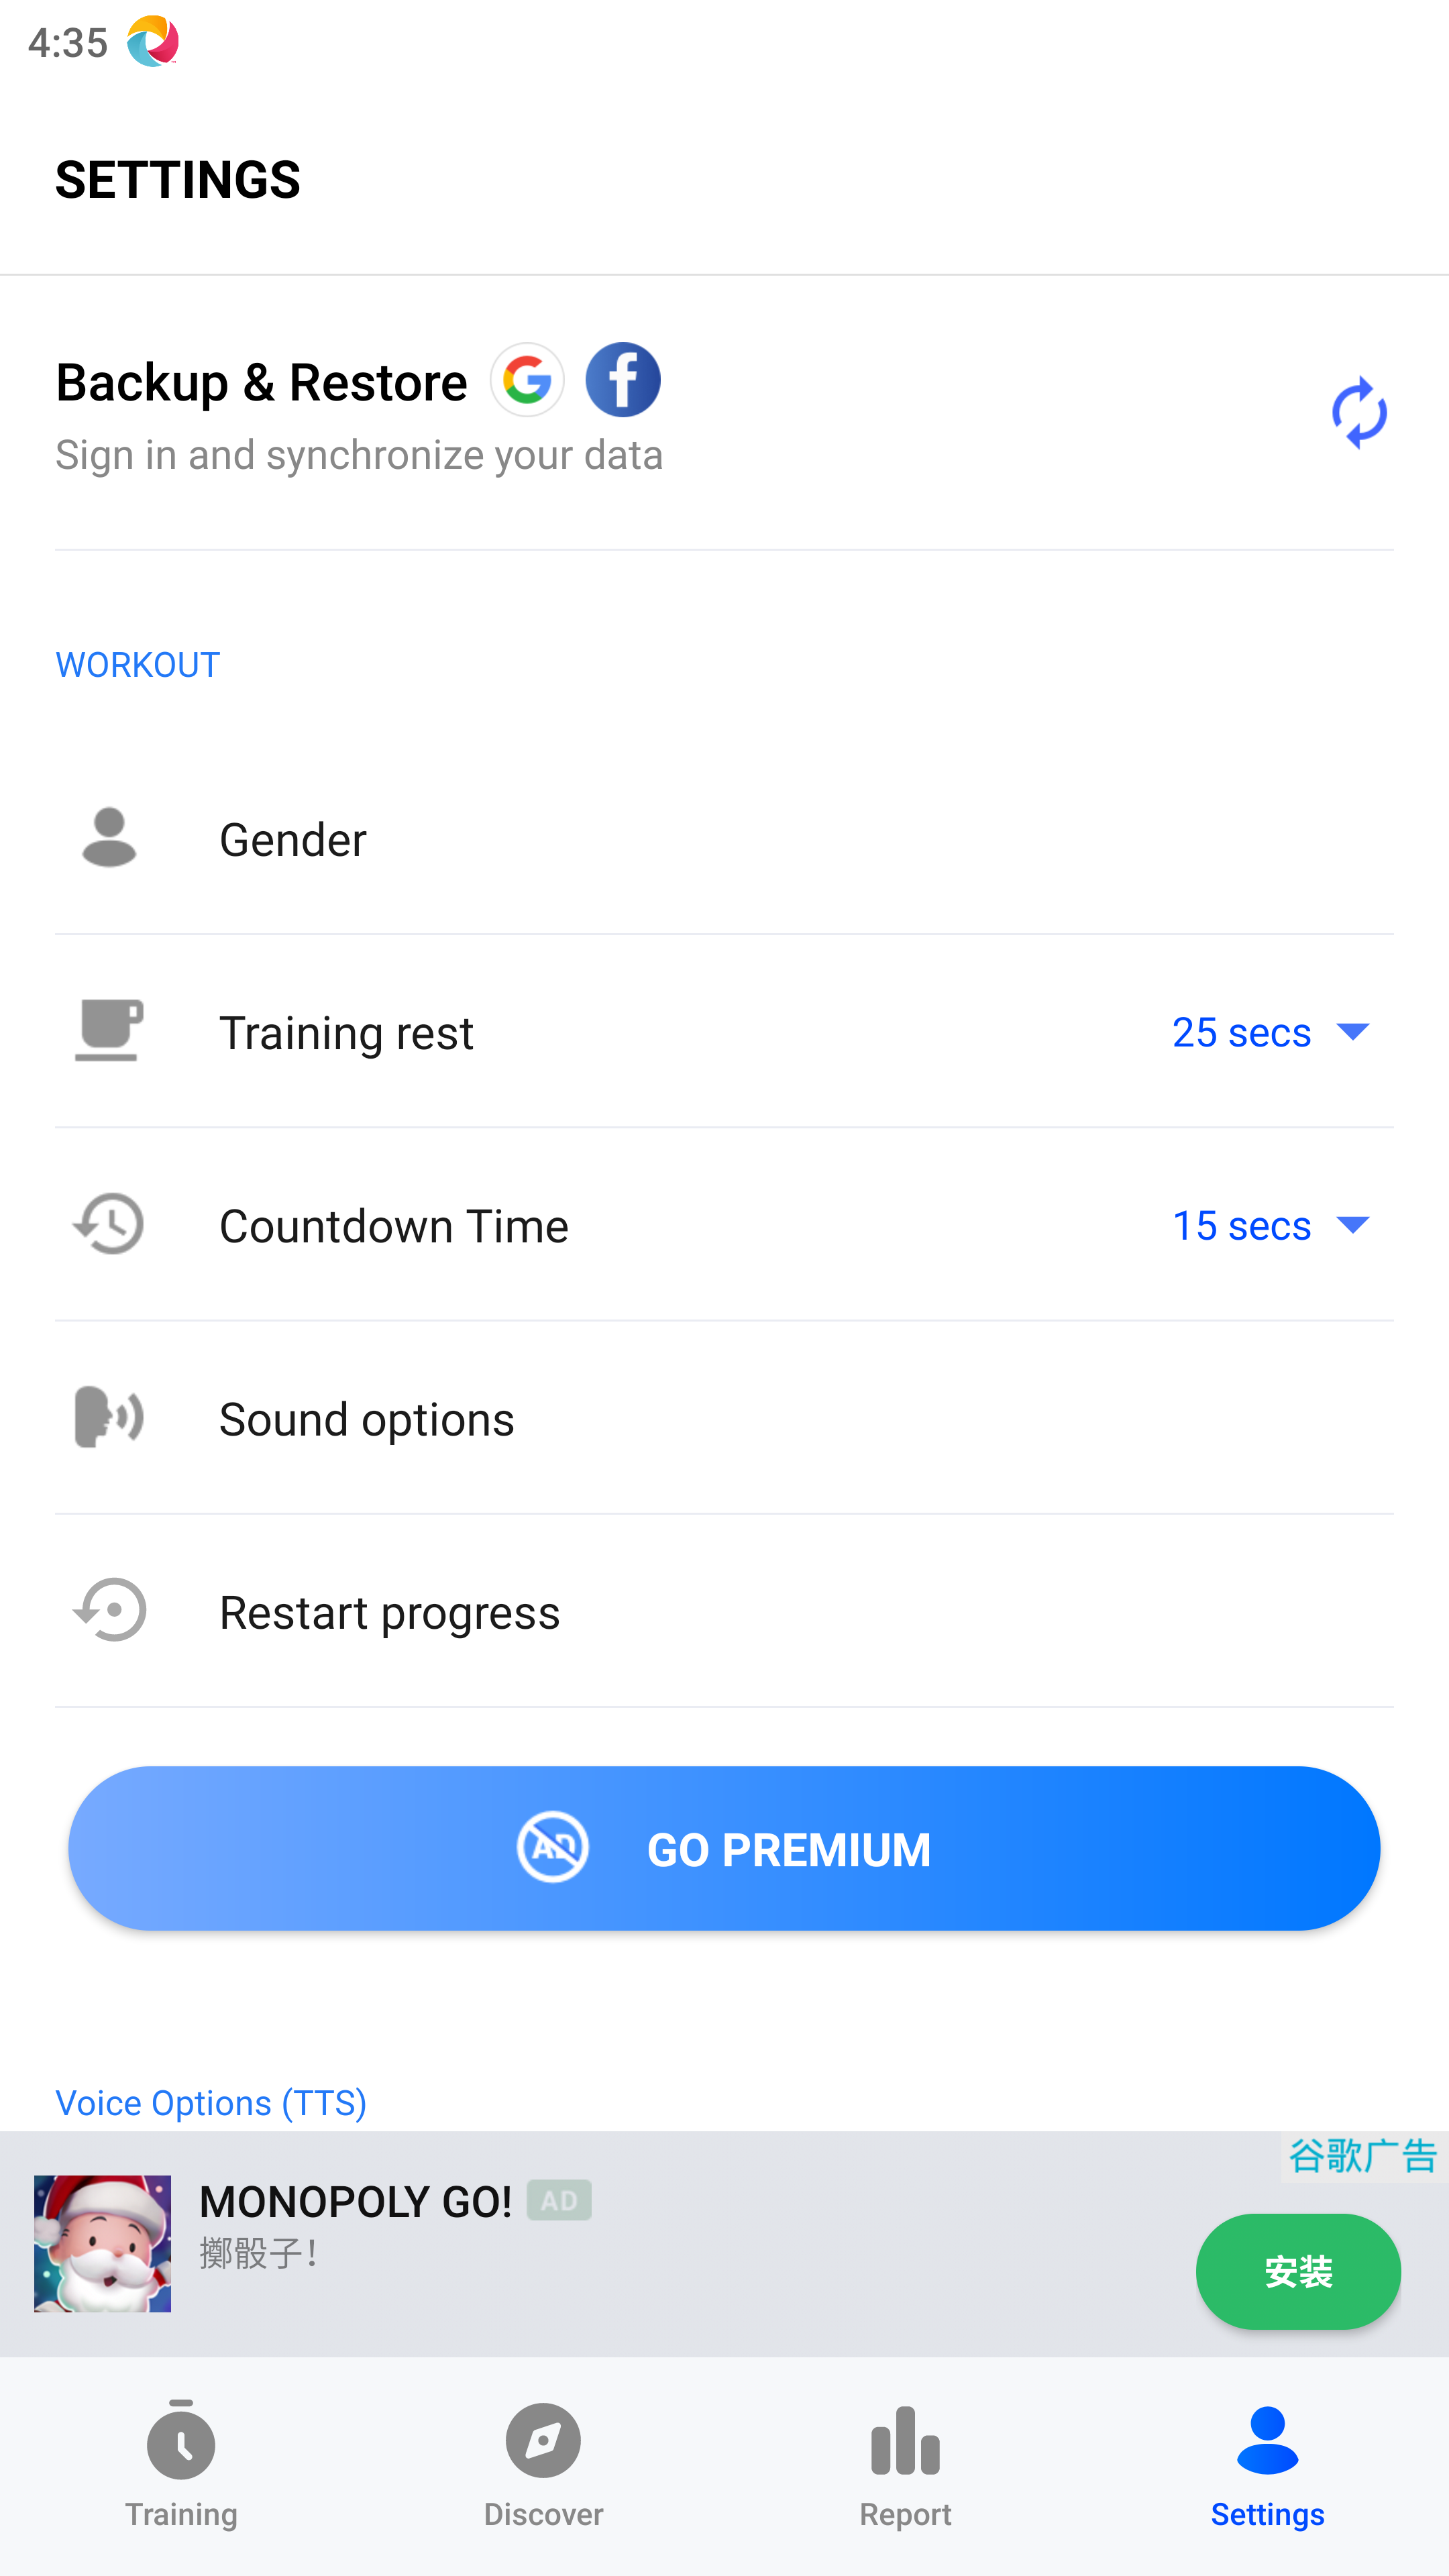 4:35
SETTINGS
Backup & Restore
Sign in and synchronize your data
WORKOUT
Gender
Training rest
25 secs
Countdown Time
15 secs
Sound options
Restart progress
AD
GO PREMIUM
Voice Options (TTS)
谷歌广告
MONOPOLY GO!
AD
擲骰子！
安装
Training
Discover
Report
Settings